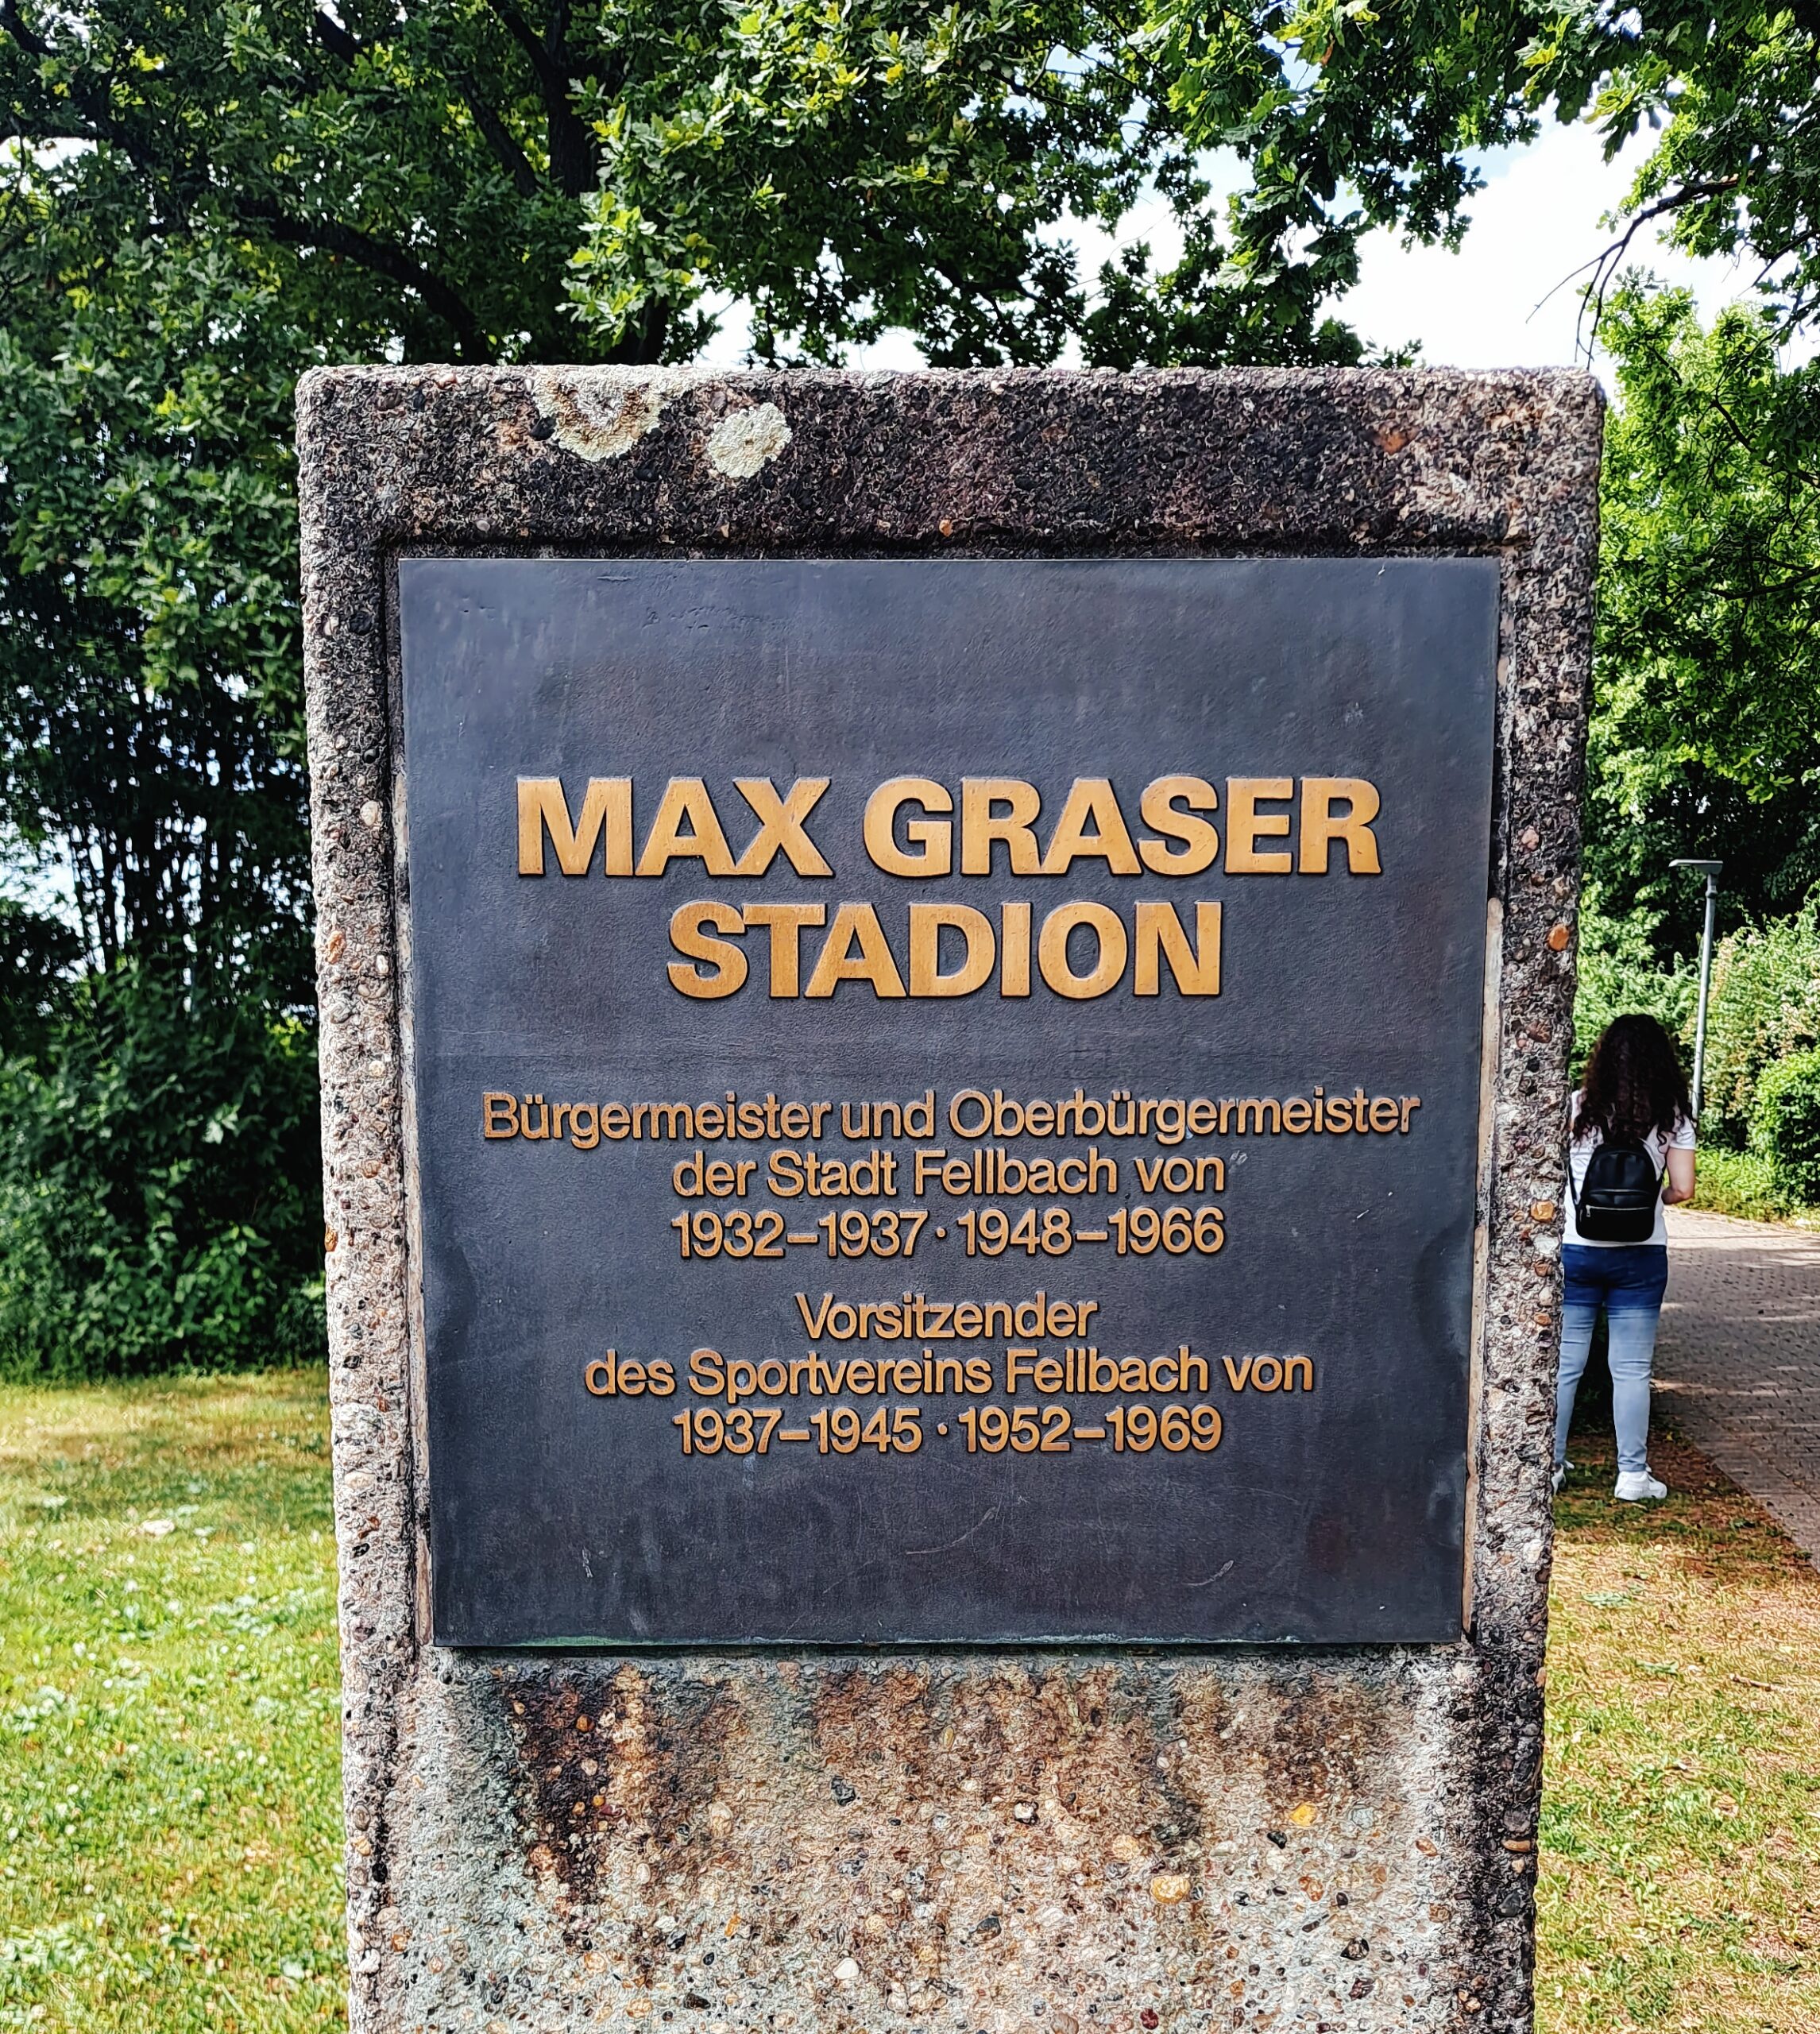 MAX GRASER
STADION
Bürgermeister und Oberbürgermeister
der Stadt Fellbach von
1932–1937 · 1948–1966
Vorsitzender
des Sportvereins Fellbach von
1937–1945 · 1952–1969